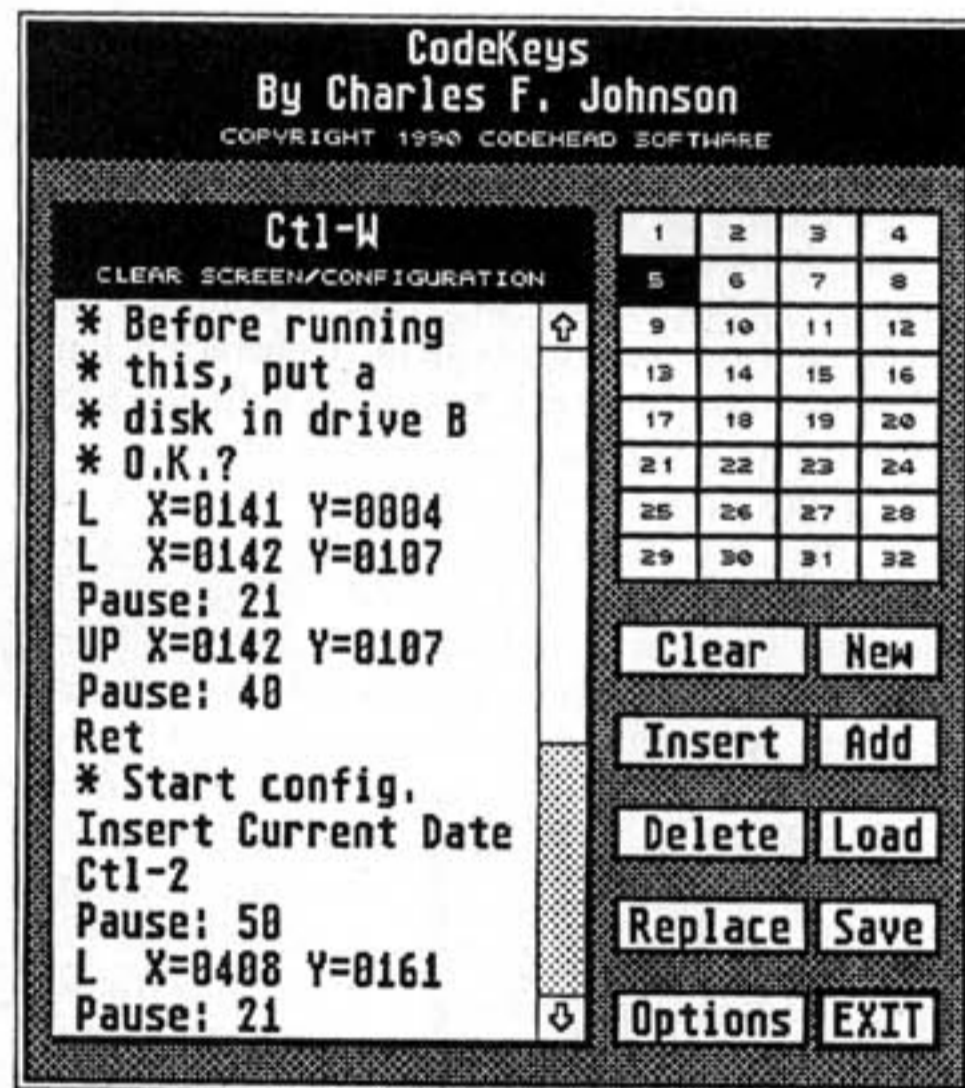 CodeKeys
By Charles F. Johnson
COPYRIGHT 1990 CODEHEAD SOFTWARE
Ctl-W
CLEAR SCREEN/CONFIGURATION
* Before running
* this, put a
* disk in drive B
* O.K.?
L X=0141 Y=0004
L X=0142 Y=0107
Pause: 21
UP X=0142 Y=0107
Pause: 40
Ret
* Start config.
Insert Current Date
Ctl-2
Pause: 50
L X=0408 Y=0161
Pause: 21
1 2 3 4
5 6 7 8
9 10 11 12
13 14 15 16
17 18 19 20
21 22 23 24
25 26 27 28
29 30 31 32
Clear New
Insert Add
Delete Load
Replace Save
Options EXIT